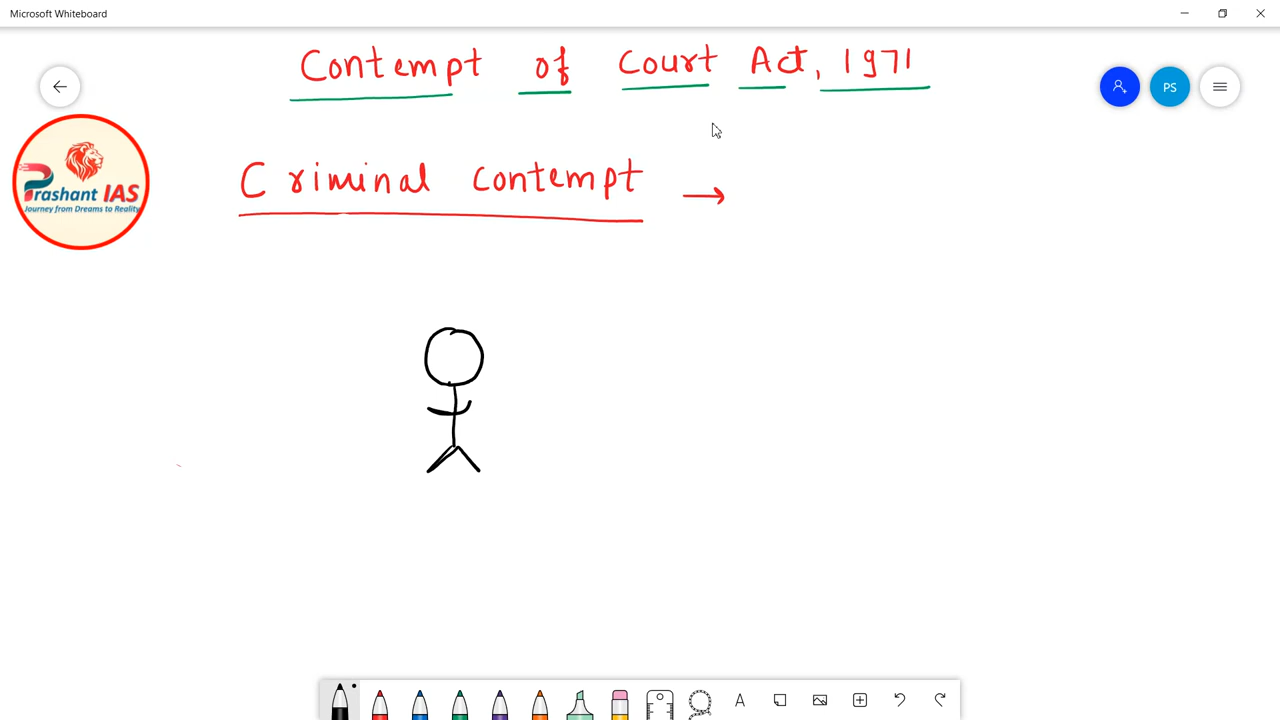 Microsoft Whiteboard
Contempt of Court Act, 1971
PS
Prashant IAS
Journey from Dreams to Reality
Criminal contempt →
A